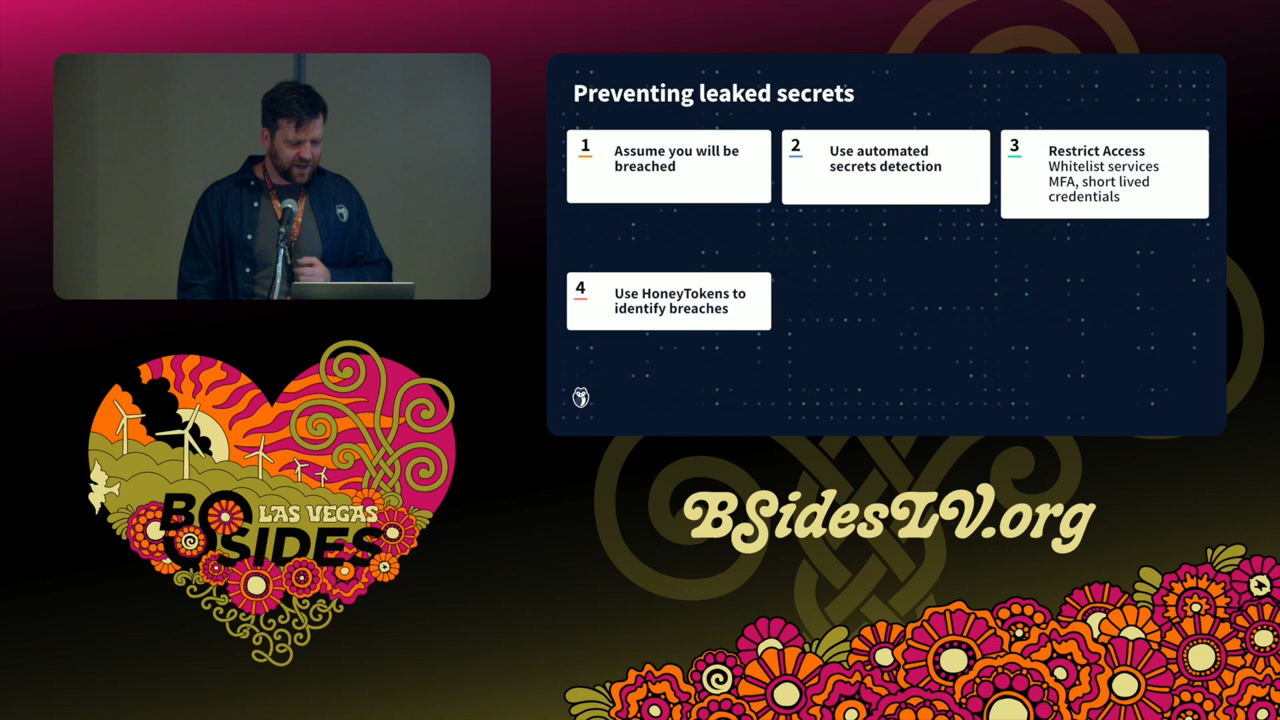 Preventing leaked secrets
1
Assume you will be
breached
2
Use automated
secrets detection
3
Restrict Access
Whitelist services
MFA, short lived
credentials
4
Use HoneyTokens to
identify breaches
BSidesLV.org
LAS VEGAS
BSIDES
23